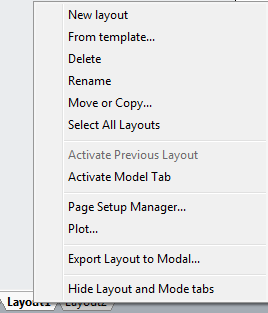 New layout
From template...
Delete
Rename
Move or Copy...
Select All Layouts
Activate Previous Layout
Activate Model Tab
Page Setup Manager...
Plot...
Export Layout to Modal...
Hide Layout and Mode tabs
Layout1 Layout2